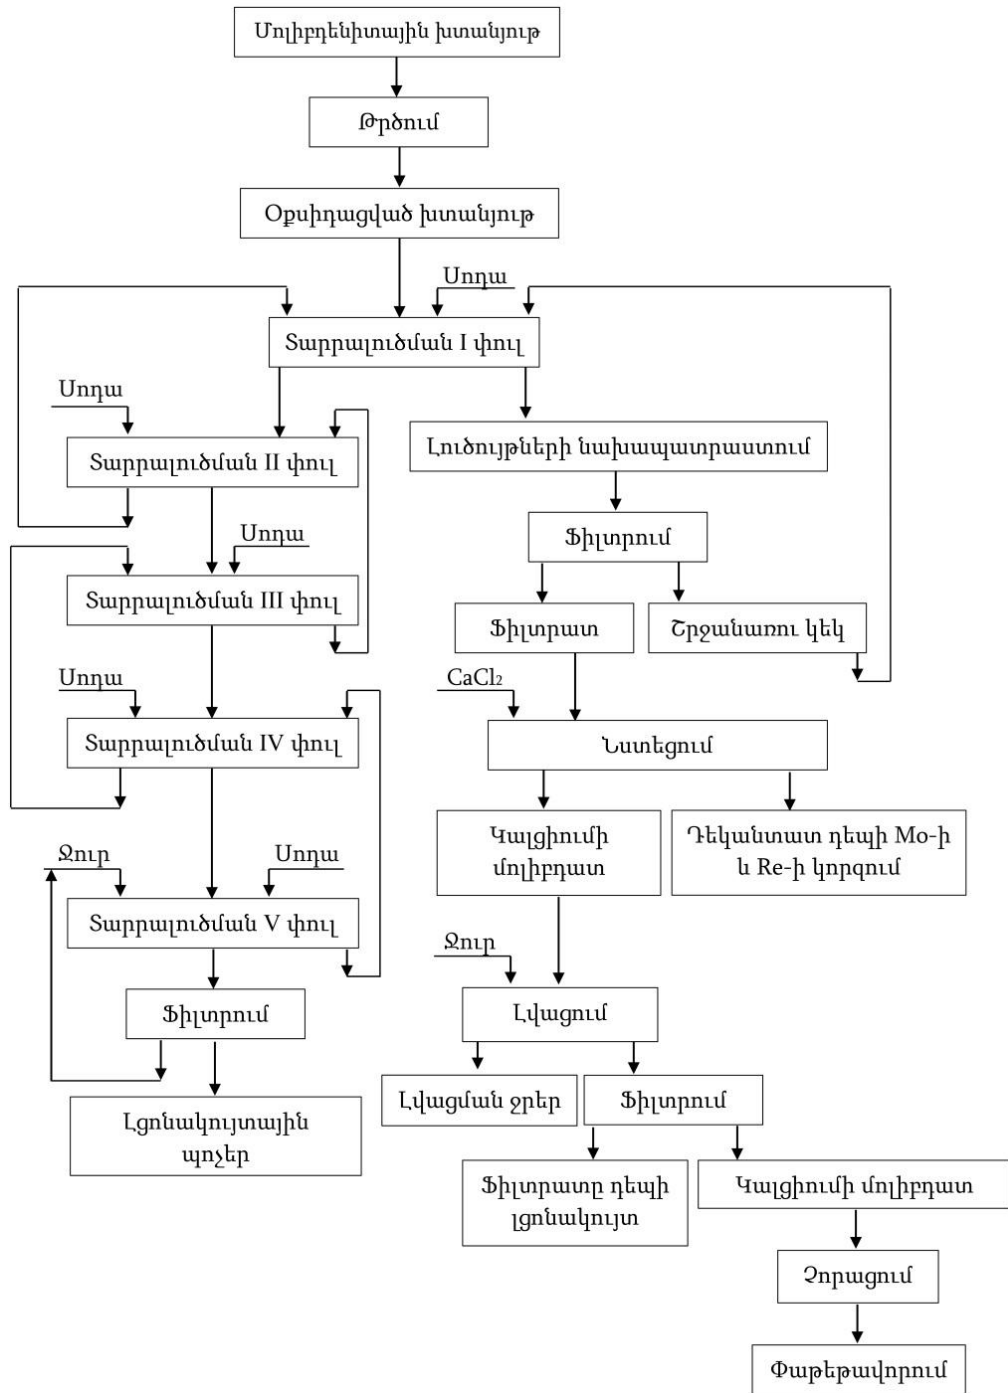 Մոլիբդենիտային խտանյութ
Թրծում
Օքսիդացված խտանյութ
Սոդա
Տարրալուծման I փուլ
Սոդա
Լուծույթների նախապատրաստում
Տարրալուծման II փուլ
Սոդա
Ֆիլտրում
Տարրալուծման III փուլ
Ֆիլտրատ
Շրջանառու կեկ
Սոդա
CaCl₂
Տարրալուծման IV փուլ
Նստեցում
Կալցիումի
մոլիբդատ
Դեկանտատ դեպի Mo-ի
և Re-ի կորզում
Ջուր
Սոդա
Տարրալուծման V փուլ
Ջուր
Ֆիլտրում
Լվացում
Լցոնակույտային
պոչեր
Լվացման ջրեր
Ֆիլտրում
Ֆիլտրատը դեպի
լցոնակույտ
Կալցիումի մոլիբդատ
Չորացում
Փաթեթավորում